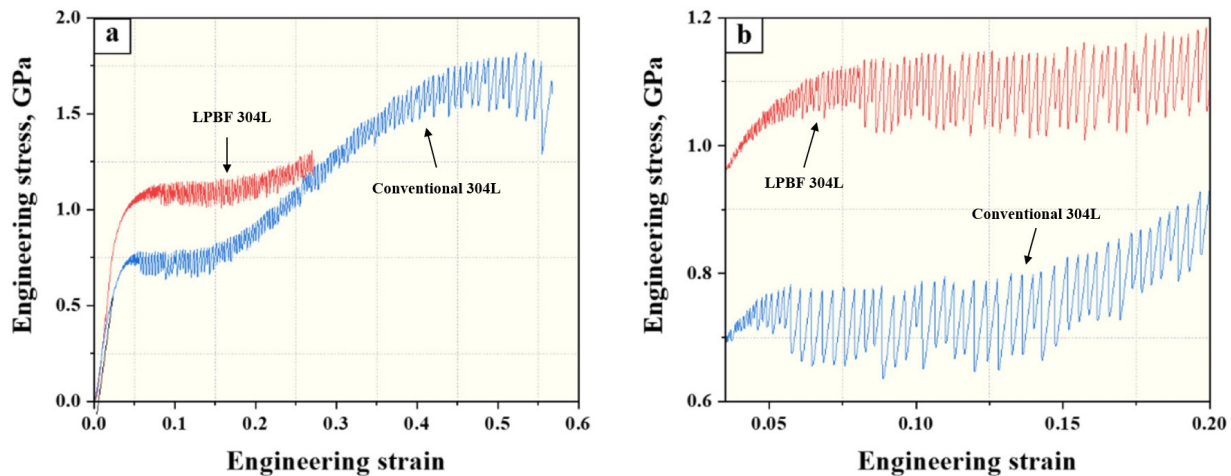 a
2.0
1.5
1.0
0.5
0.0
Engineering stress, GPa
LPBF 304L
Conventional 304L
0.0 0.1 0.2 0.3 0.4 0.5 0.6
Engineering strain
b
1.2
1.0
0.8
0.6
Engineering stress, GPa
LPBF 304L
Conventional 304L
0.05 0.10 0.15 0.20
Engineering strain